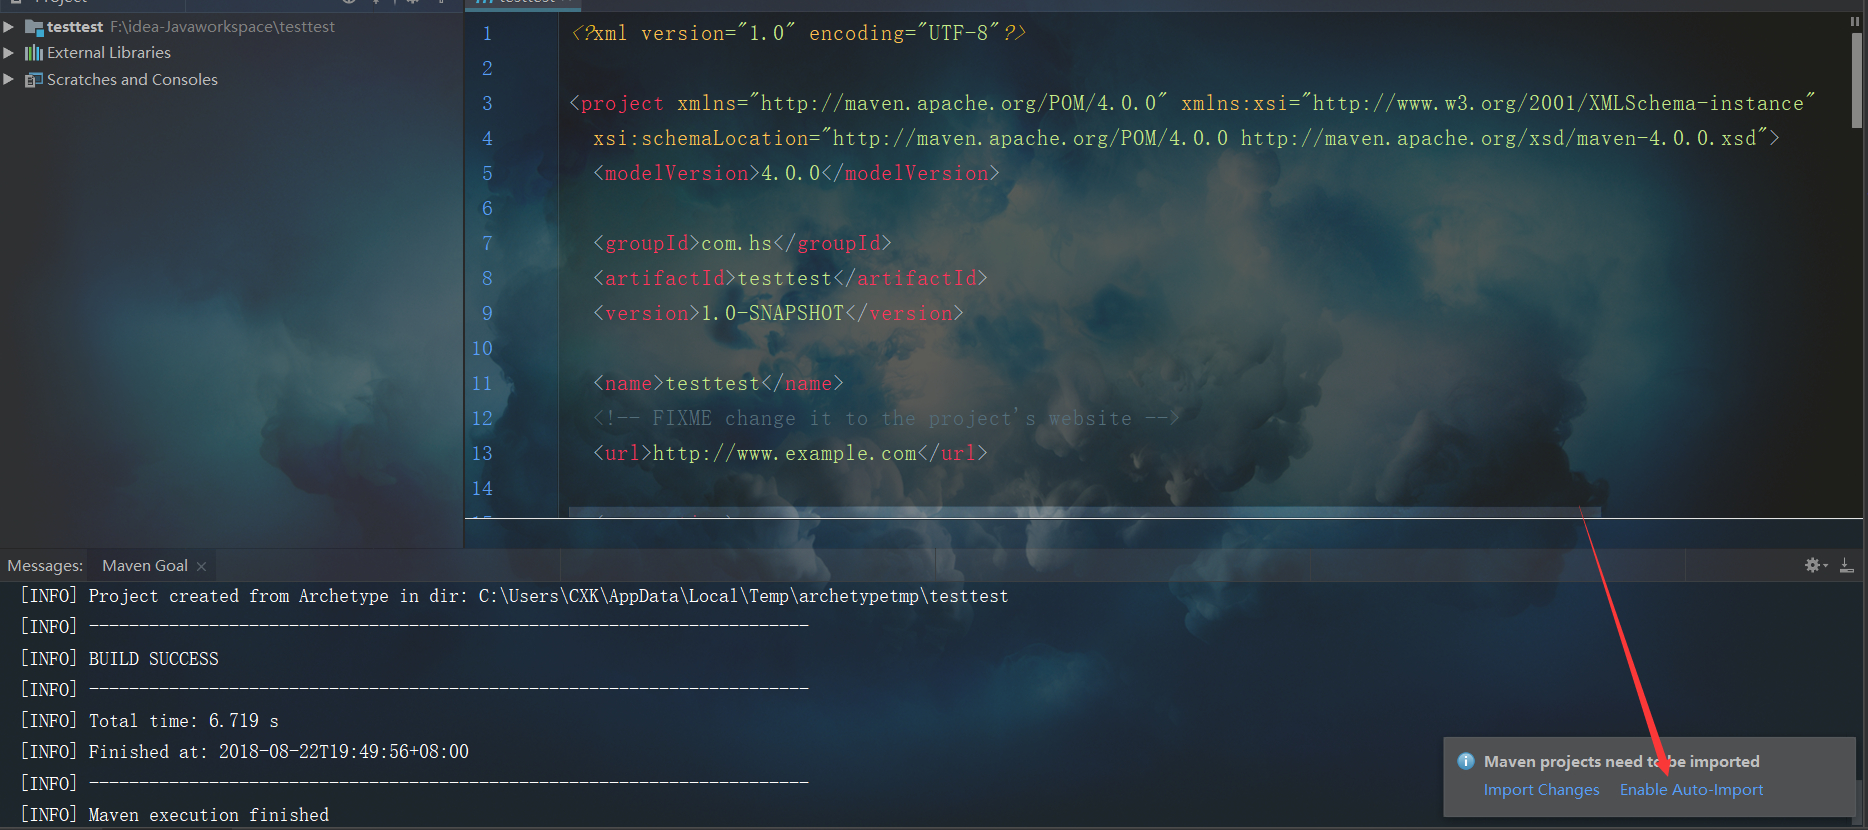 Project
testtest F:\idea-Javaworkspace\testtest
External Libraries
Scratches and Consoles
testtest
1 <?xml version="1.0" encoding="UTF-8"?>
2
3 <project xmlns="http://maven.apache.org/POM/4.0.0" xmlns:xsi="http://www.w3.org/2001/XMLSchema-instance"
4 xsi:schemaLocation="http://maven.apache.org/POM/4.0.0 http://maven.apache.org/xsd/maven-4.0.0.xsd">
5 <modelVersion>4.0.0</modelVersion>
6
7 <groupId>com.hs</groupId>
8 <artifactId>testtest</artifactId>
9 <version>1.0-SNAPSHOT</version>
10
11 <name>testtest</name>
12 <!-- FIXME change it to the project's website -->
13 <url>http://www.example.com</url>
14
Messages: Maven Goal
[INFO] Project created from Archetype in dir: C:\Users\CXK\AppData\Local\Temp\archetypetmp\testtest
[INFO] ------------------------------------------------------------------------
[INFO] BUILD SUCCESS
[INFO] ------------------------------------------------------------------------
[INFO] Total time: 6.719 s
[INFO] Finished at: 2018-08-22T19:49:56+08:00
[INFO] ------------------------------------------------------------------------
[INFO] Maven execution finished
Maven projects need to be imported
Import Changes Enable Auto-Import